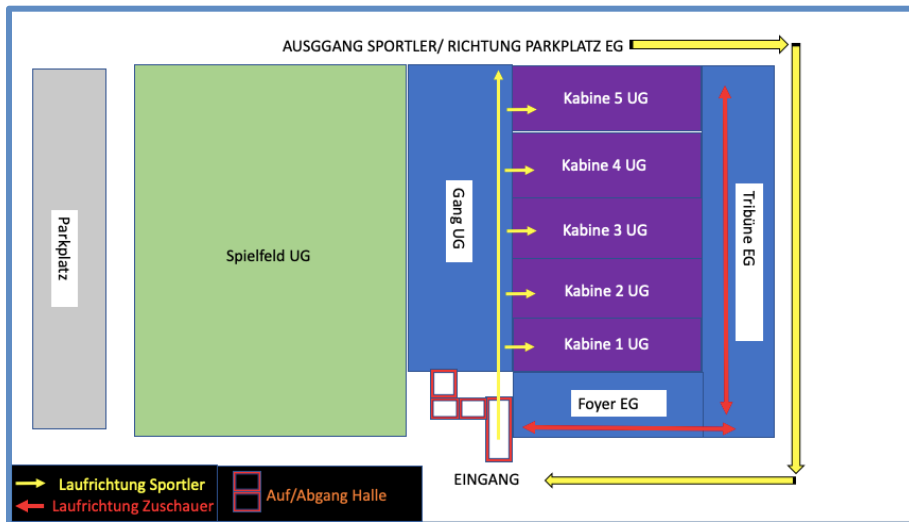 AUSGGANG SPORTLER/ RICHTUNG PARKPLATZ EG
Parkplatz
Spielfeld UG
Gang UG
Kabine 5 UG
Kabine 4 UG
Kabine 3 UG
Kabine 2 UG
Kabine 1 UG
Tribüne EG
Foyer EG
EINGANG
Laufrichtung Sportler
Laufrichtung Zuschauer
Auf/Abgang Halle